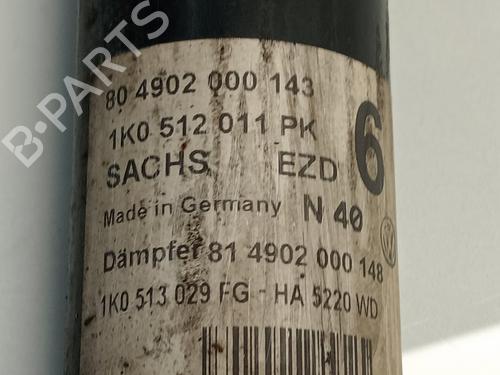 80 4902 000 143
1K0 512 011 PK
6
SACHS EZD
Made in Germany N 40
Dämpfer 81 4902 000 148
1K0 513 029 FG - HA 5220 WD
B-PARTS